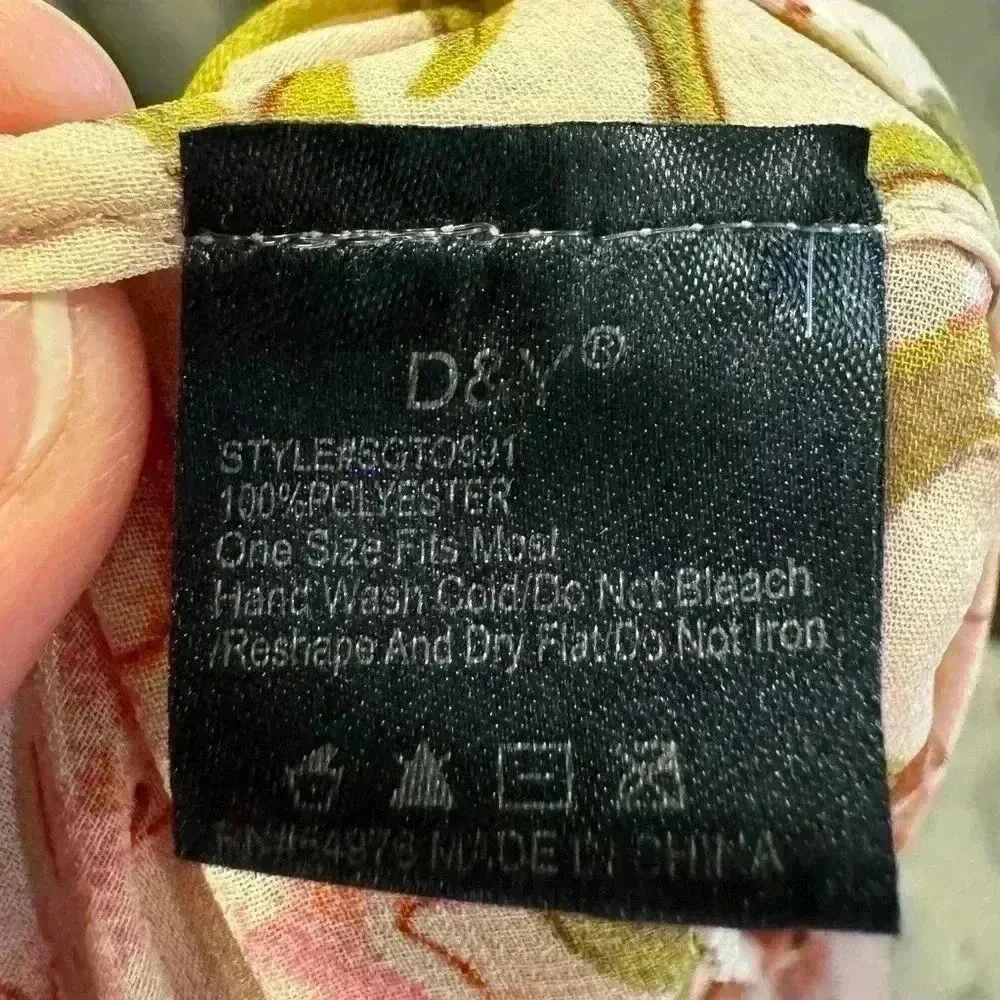 D&Y®
STYLE#SGTO991
100%POLYESTER
One Size Fits Most
Hand Wash Cold/Do Not Bleach
/Reshape And Dry Flat/Do Not Iron
MADE IN CHINA